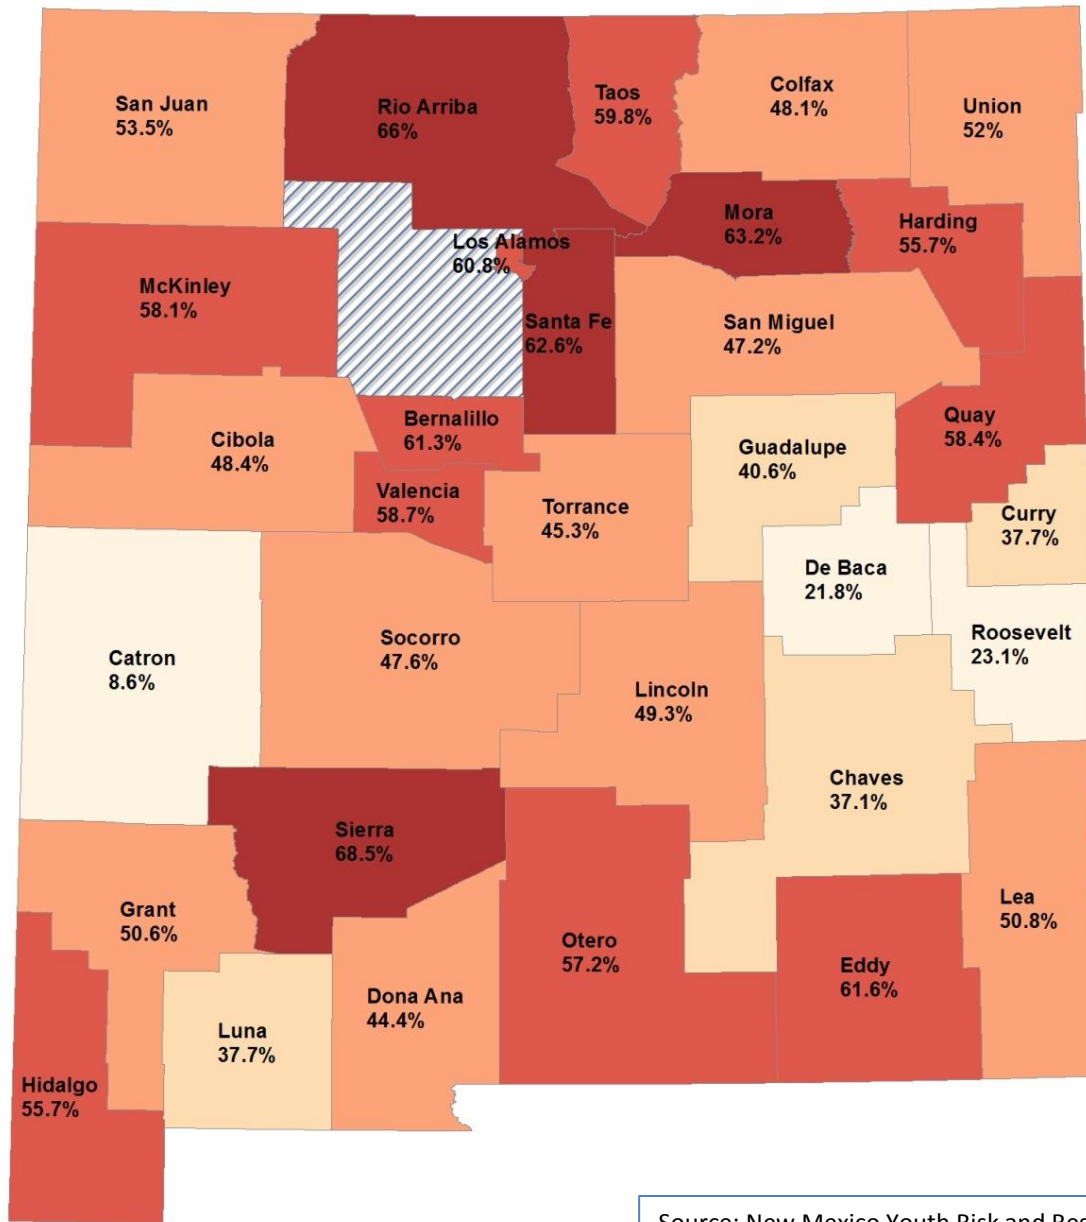 San Juan
53.5%
Rio Arriba
66%
Taos
59.8%
Colfax
48.1%
Union
52%
Mora
63.2%
Harding
55.7%
Los Alamos
60.8%
McKinley
58.1%
Santa Fe
62.6%
San Miguel
47.2%
Bernalillo
61.3%
Quay
58.4%
Cibola
48.4%
Guadalupe
40.6%
Valencia
58.7%
Torrance
45.3%
Curry
37.7%
De Baca
21.8%
Roosevelt
23.1%
Catron
8.6%
Socorro
47.6%
Lincoln
49.3%
Chaves
37.1%
Sierra
68.5%
Grant
50.6%
Lea
50.8%
Otero
57.2%
Eddy
61.6%
Dona Ana
44.4%
Luna
37.7%
Hidalgo
55.7%
Source: New Mexico Youth Risk and